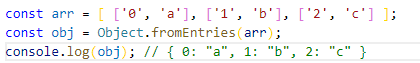 const arr = [ ['0', 'a'], ['1', 'b'], ['2', 'c'] ];
const obj = Object.fromEntries(arr);
console.log(obj); // { 0: "a", 1: "b", 2: "c" }